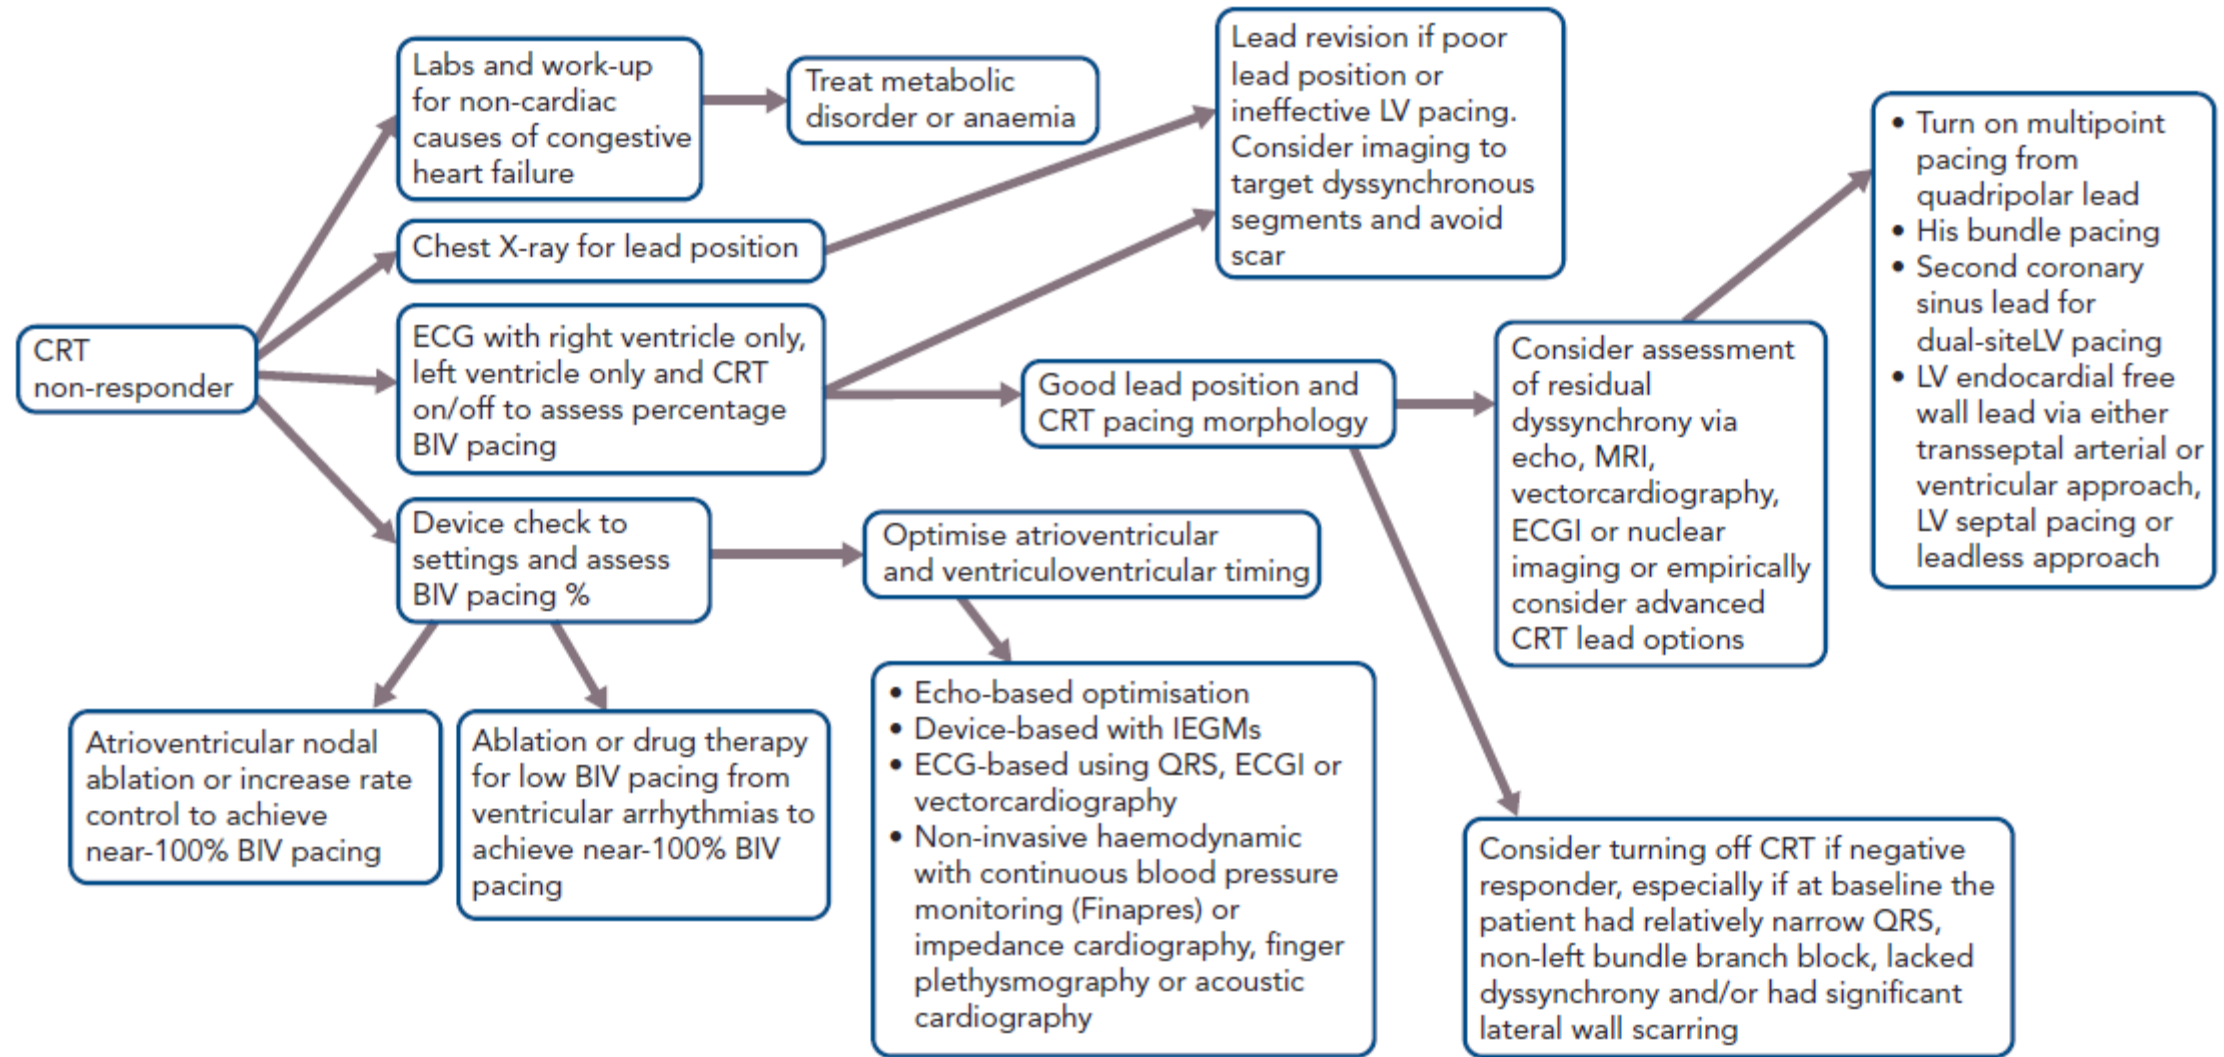 CRT
non-responder
Labs and work-up
for non-cardiac
causes of congestive
heart failure
Treat metabolic
disorder or anaemia
Chest X-ray for lead position
Lead revision if poor
lead position or
ineffective LV pacing.
Consider imaging to
target dyssynchronous
segments and avoid
scar
ECG with right ventricle only,
left ventricle only and CRT
on/off to assess percentage
BIV pacing
Good lead position and
CRT pacing morphology
Consider assessment
of residual
dyssynchrony via
echo, MRI,
vectorcardiography,
ECGI or nuclear
imaging or empirically
consider advanced
CRT lead options
• Turn on multipoint
pacing from
quadripolar lead
• His bundle pacing
• Second coronary
sinus lead for
dual-siteLV pacing
• LV endocardial free
wall lead via either
transseptal arterial or
ventricular approach,
LV septal pacing or
leadless approach
Device check to
settings and assess
BIV pacing %
Optimise atrioventricular
and ventriculoventricular timing
Atrioventricular nodal
ablation or increase rate
control to achieve
near-100% BIV pacing
Ablation or drug therapy
for low BIV pacing from
ventricular arrhythmias to
achieve near-100% BIV
pacing
• Echo-based optimisation
• Device-based with IEGMs
• ECG-based using QRS, ECGI or
vectorcardiography
• Non-invasive haemodynamic
with continuous blood pressure
monitoring (Finapres) or
impedance cardiography, finger
plethysmography or acoustic
cardiography
Consider turning off CRT if negative
responder, especially if at baseline the
patient had relatively narrow QRS,
non-left bundle branch block, lacked
dyssynchrony and/or had significant
lateral wall scarring